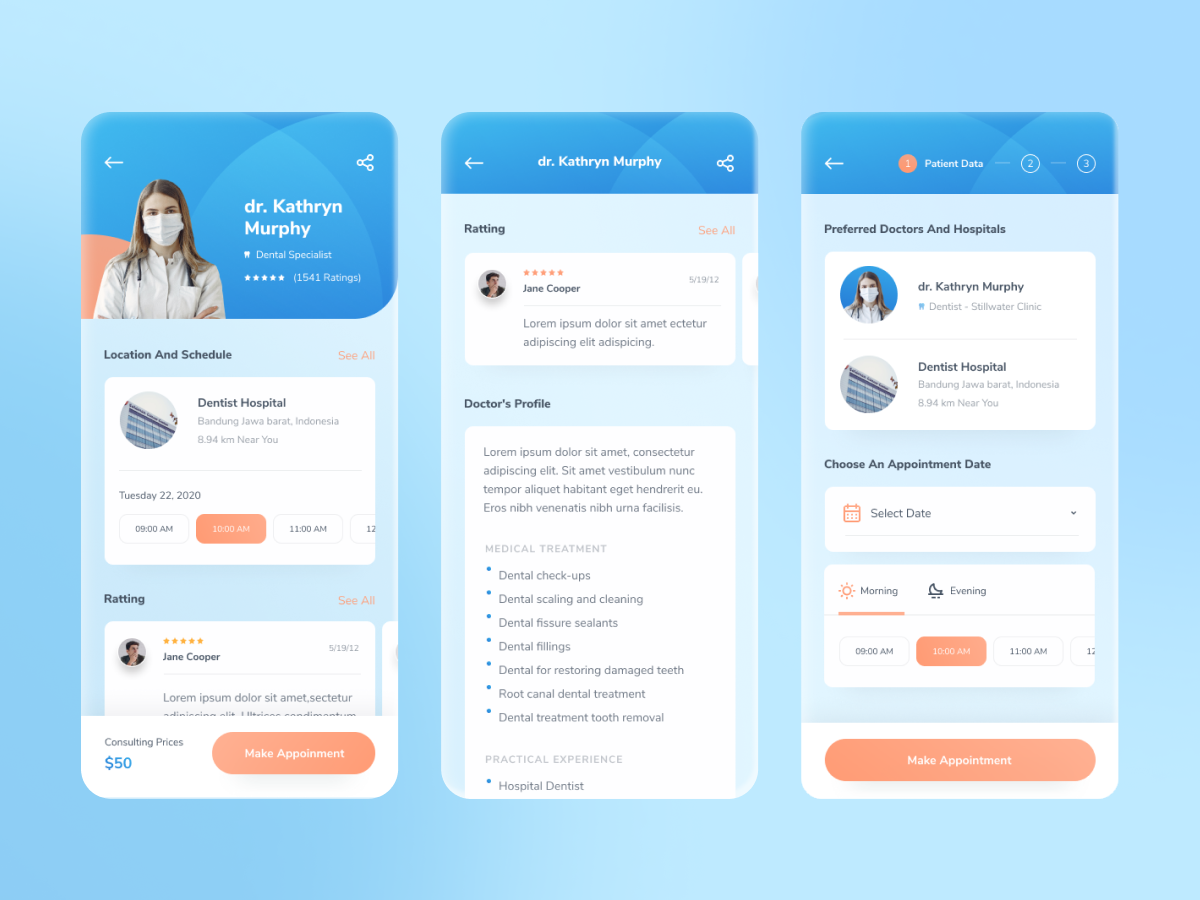 dr. Kathryn
Murphy
Dental Specialist
(1541 Ratings)
Location And Schedule
See All
Dentist Hospital
Bandung Jawa barat, Indonesia
8.94 km Near You
Tuesday 22, 2020
09:00 AM
10:00 AM
11:00 AM
12
Ratting
See All
Jane Cooper
5/19/12
Lorem ipsum dolor sit amet,sectetur
adipiscing elit. Ultrices condimentum
Consulting Prices
$50
Make Appoinment
dr. Kathryn Murphy
Ratting
See All
Jane Cooper
5/19/12
Lorem ipsum dolor sit amet ectetur
adipiscing elit adispicing.
Doctor's Profile
Lorem ipsum dolor sit amet, consectetur
adipiscing elit. Sit amet vestibulum nunc
tempor aliquet habitant eget hendrerit eu.
Eros nibh venenatis nibh urna facilisis.
MEDICAL TREATMENT
Dental check-ups
Dental scaling and cleaning
Dental fissure sealants
Dental fillings
Dental for restoring damaged teeth
Root canal dental treatment
Dental treatment tooth removal
PRACTICAL EXPERIENCE
Hospital Dentist
1 Patient Data 2 3
Preferred Doctors And Hospitals
dr. Kathryn Murphy
Dentist - Stillwater Clinic
Dentist Hospital
Bandung Jawa barat, Indonesia
8.94 km Near You
Choose An Appointment Date
Select Date
Morning
Evening
09:00 AM
10:00 AM
11:00 AM
12
Make Appointment